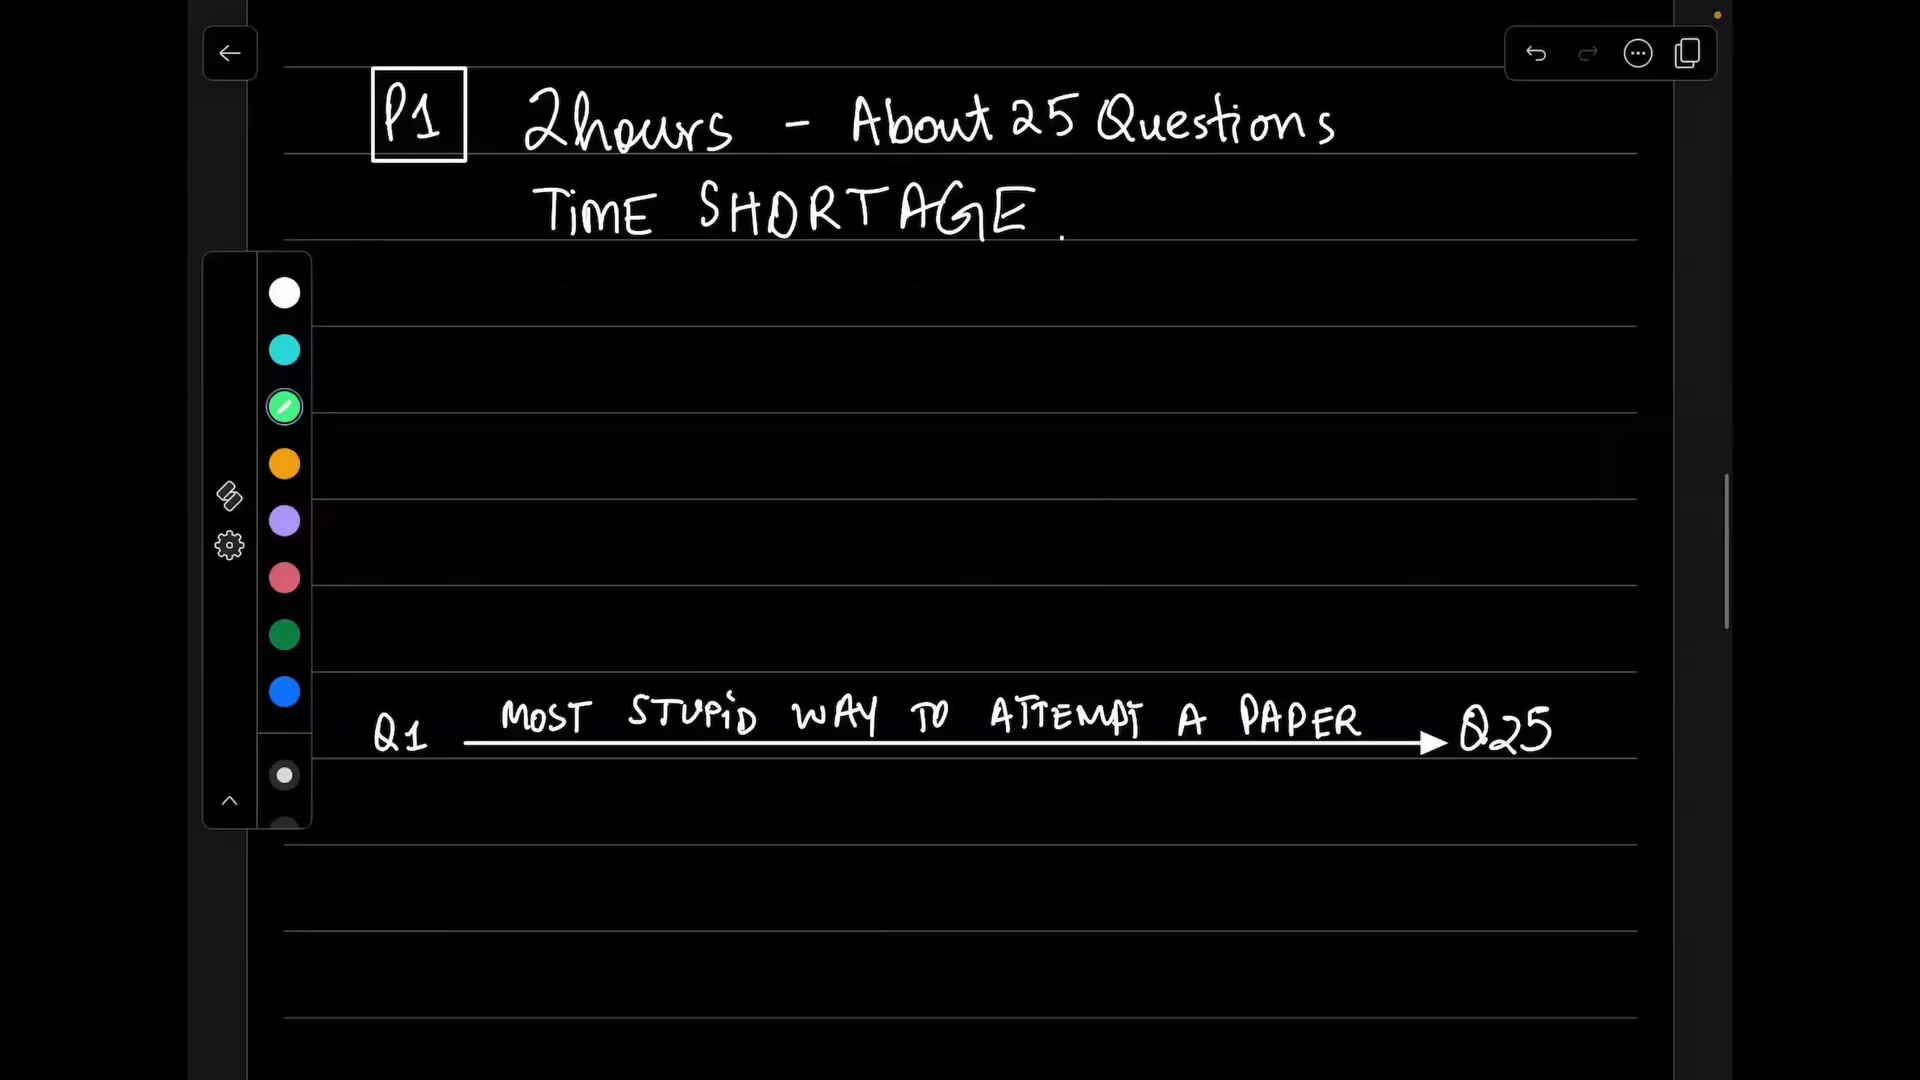 P1 2hours - About 25 Questions
TiME SHORTAGE.
Q1 MOST STUPiD WAY TO ATTEMPT A PAPER Q25